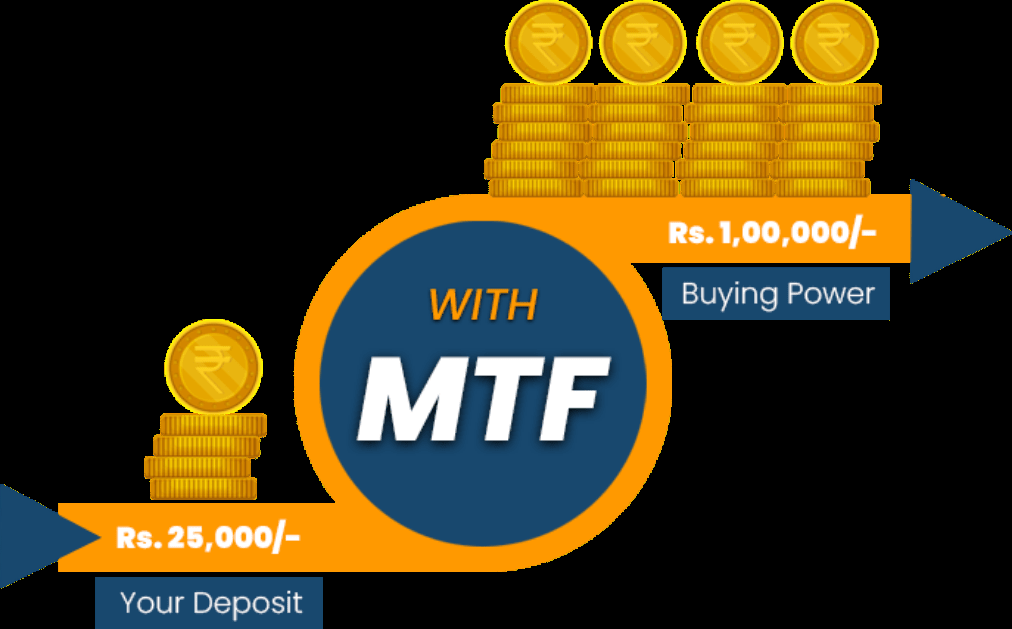 Rs. 1,00,000/-
Buying Power
WITH
MTF
Rs. 25,000/-
Your Deposit